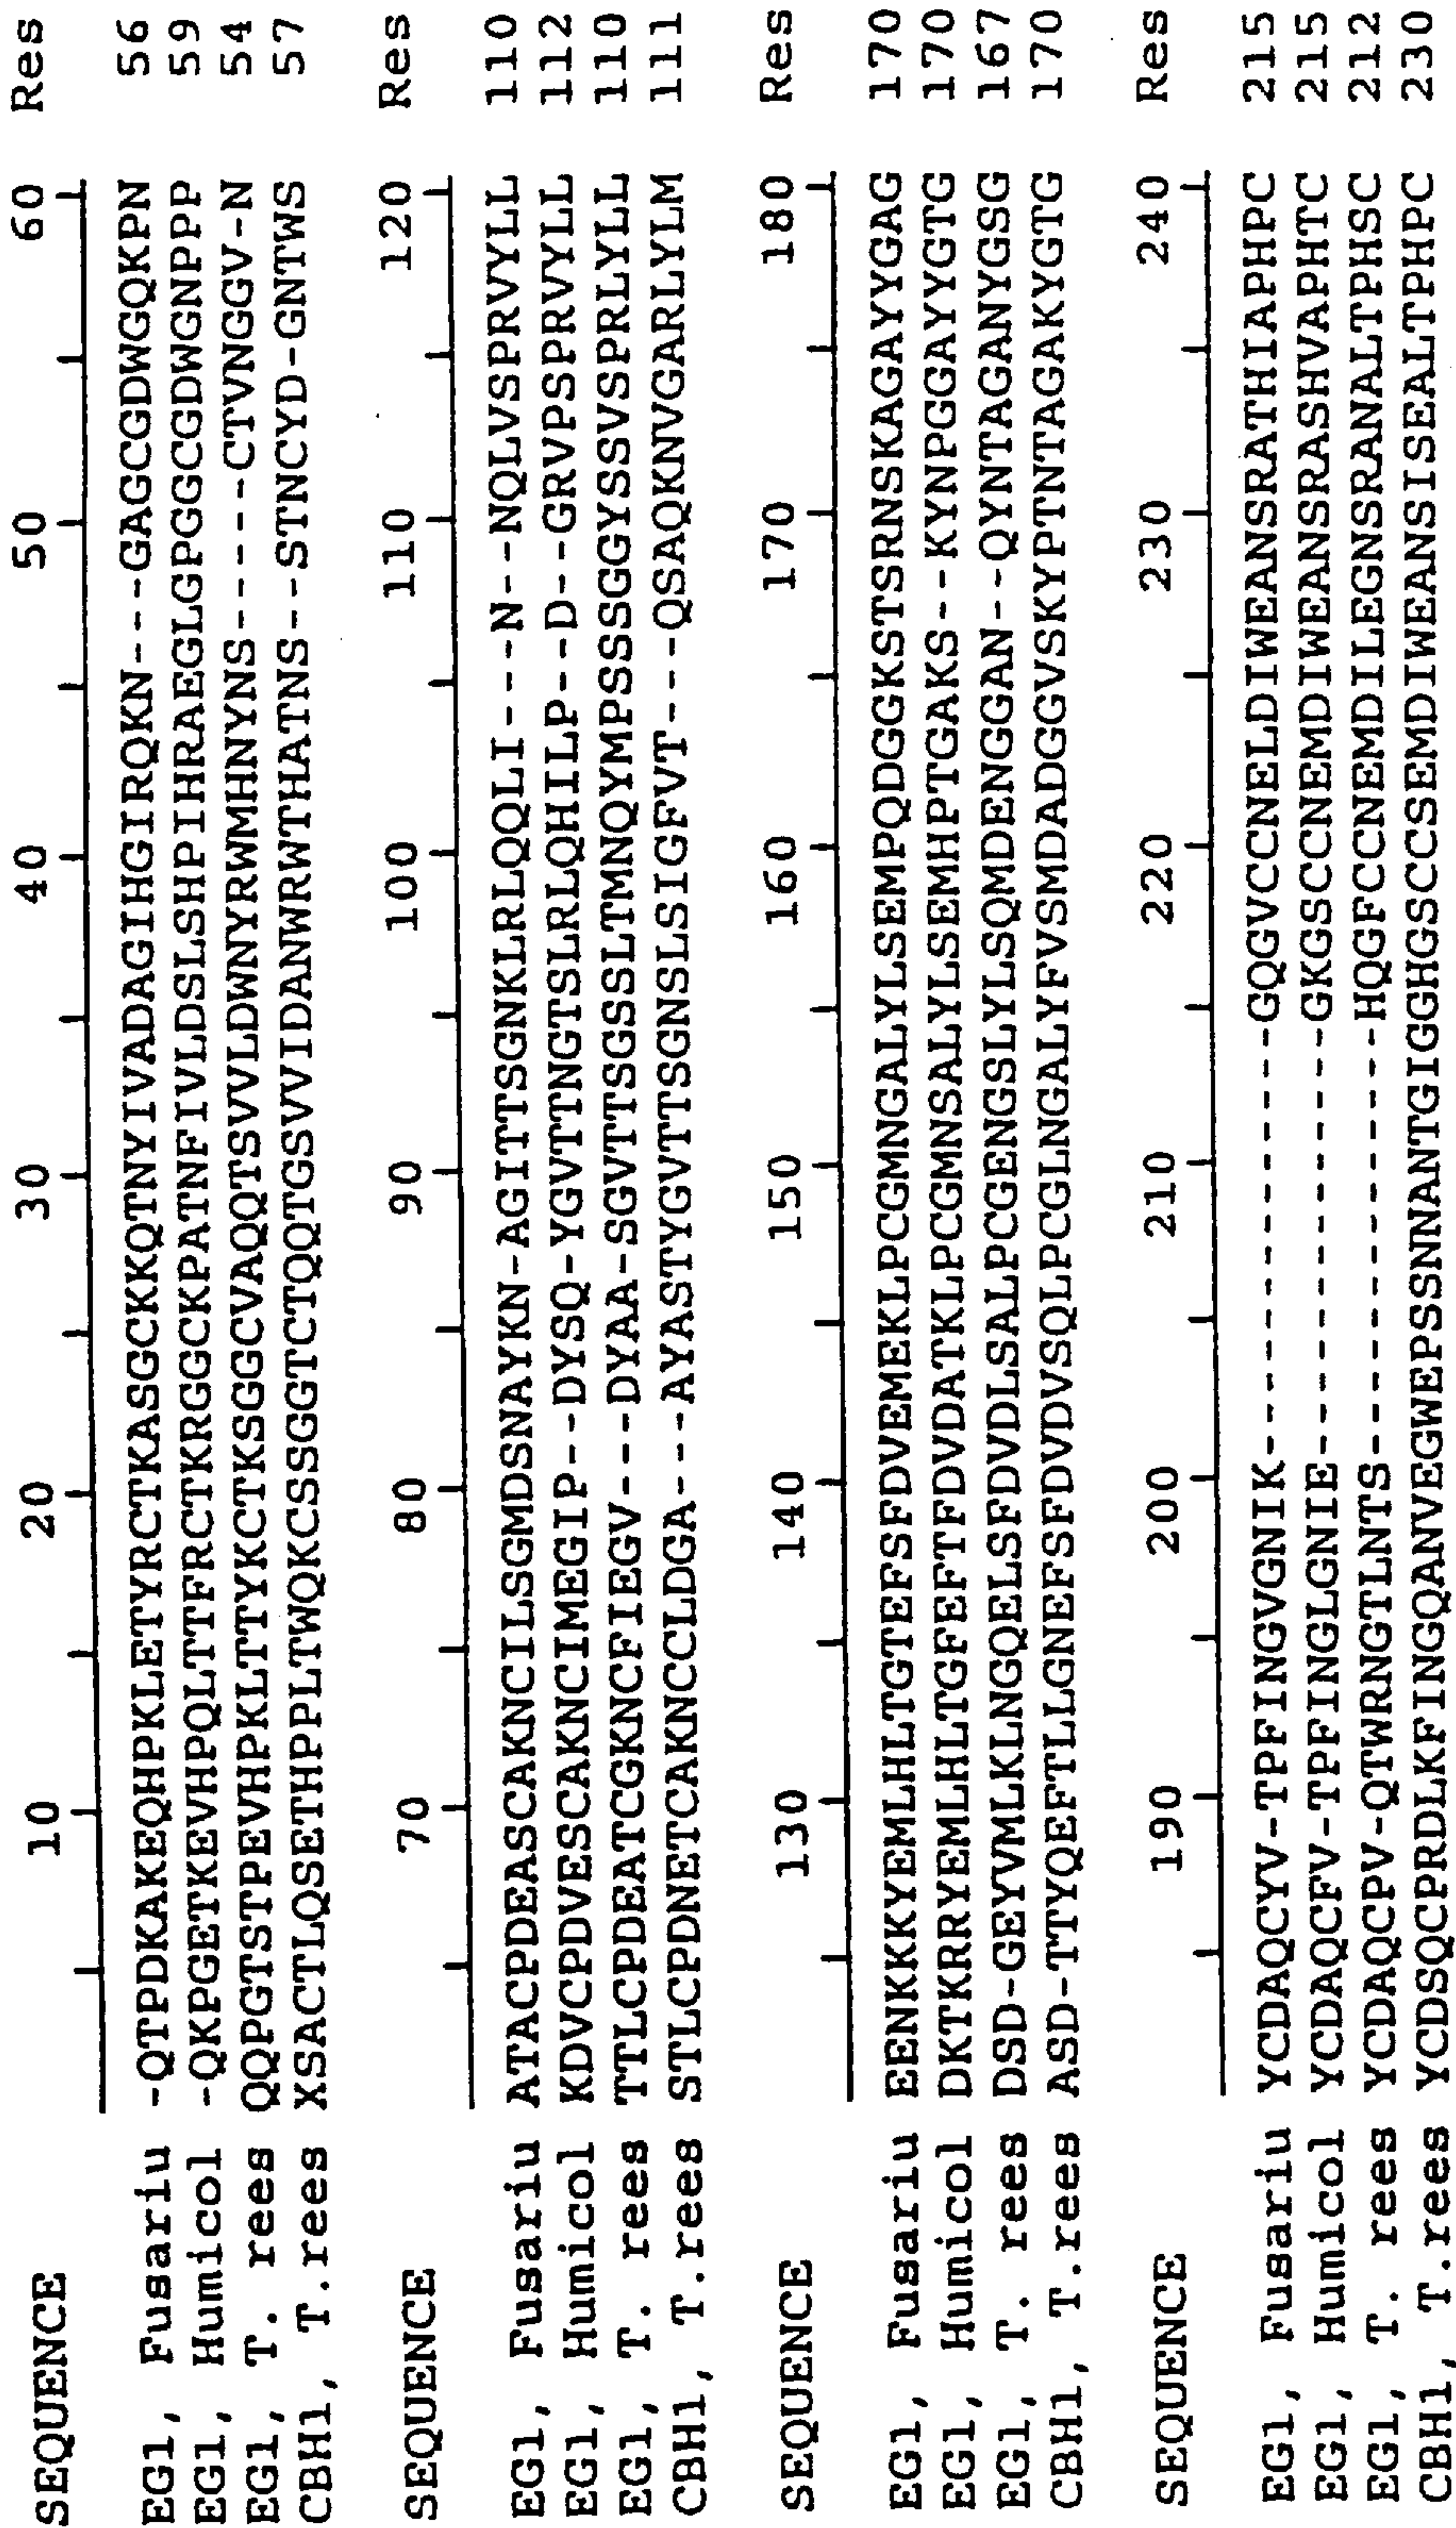 SEQUENCE 10 20 30 40 50 60 Res
EG1, Fusariu -QTPDKAKEQHPKLETYRCTKASGCKKQTNYIVADAGIHGIRQKN---GAGCGDWGQKPN 56
EG1, Humicol -QKPGETKEVHPQLTTFRCTKRGGCKPATNFIVLDSLSHPIHRAEGLGPGGCGDWGNPPP 59
EG1, T. rees QQPGTSTPEVHPKLTTYKCTKSGGCVAQQTSVVLDWNYRWMHNYNS-----CTVNGGV-N 54
CBH1, T.rees XSACTLQSETHPPLTWQKCSSGGTCTQQTGSVVIDANWRWTHATNS--STNCYD-GNTWS 57
SEQUENCE 70 80 90 100 110 120 Res
EG1, Fusariu ATACPDEASCAKNCILSGMDSNAYKN-AGITTSGNKLRLQQLI---N--NQLVSPRVYLL 110
EG1, Humicol KDVCPDVESCAKNCIMEGIP--DYSQ-YGVTTNGTSLRLQHILP--D--GRVPSPRVYLL 112
EG1, T. rees TTLCPDEATCGKNCFIEGV---DYAA-SGVTTSGSSLTMNQYMPSSSGGYSSVSPRLYLL 110
CBH1, T.rees STLCPDNETCAKNCCLDGA---AYASTYGVTTSGNSLSIGFVT---QSAQKNVGARLYLM 111
SEQUENCE 130 140 150 160 170 180 Res
EG1, Fusariu EENKKKYEMLHLTGTEFSFDVEMEKLPCGMNGALYLSEMPQDGGKSTSRNSKAGAYYGAG 170
EG1, Humicol DKTKRRYEMLHLTGFEFTFDVDATKLPCGMNSALYLSEMHPTGAKS--KYNPGGAYYGTG 170
EG1, T. rees DSD-GEYVMLKLNGQELSFDVDLSALPCGENGSLYLSQMDENGGAN--QYNTAGANYGSG 167
CBH1, T.rees ASD-TTYQEFTLLGNEFSFDVDVSQLPCGLNGALYFVSMDADGGVSKYPTNTAGAKYGTG 170
SEQUENCE 190 200 210 220 230 240 Res
EG1, Fusariu YCDAQCYV-TPFINGVGNIK--------------GQGVCCNELDIWEANSRATHIAPHPC 215
EG1, Humicol YCDAQCFV-TPFINGLGNIE--------------GKGSCCNEMDIWEANSRASHVAPHTC 215
EG1, T. rees YCDAQCPV-QTWRNGTLNTS--------------HQGFCCNEMDILEGNSRANALTPHSC 212
CBH1, T.rees YCDSQCPRDLKFINGQANVEGWEPSSNNANTGIGGHGSCCSEMDIWEANSISEALTPHPC 230